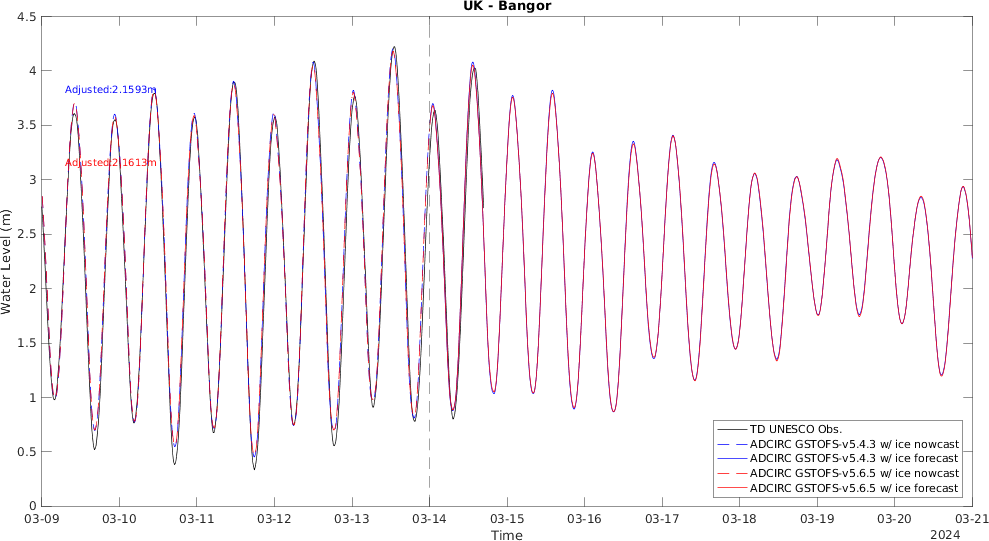 UK - Bangor
Water Level (m)
4.5
4
3.5
3
2.5
2
1.5
1
0.5
0
Adjusted:2.1593m
Adjusted:2.1613m
TD UNESCO Obs.
ADCIRC GSTOFS-v5.4.3 w/ ice nowcast
ADCIRC GSTOFS-v5.4.3 w/ ice forecast
ADCIRC GSTOFS-v5.6.5 w/ ice nowcast
ADCIRC GSTOFS-v5.6.5 w/ ice forecast
03-09 03-10 03-11 03-12 03-13 03-14 03-15 03-16 03-17 03-18 03-19 03-20 03-21
Time
2024